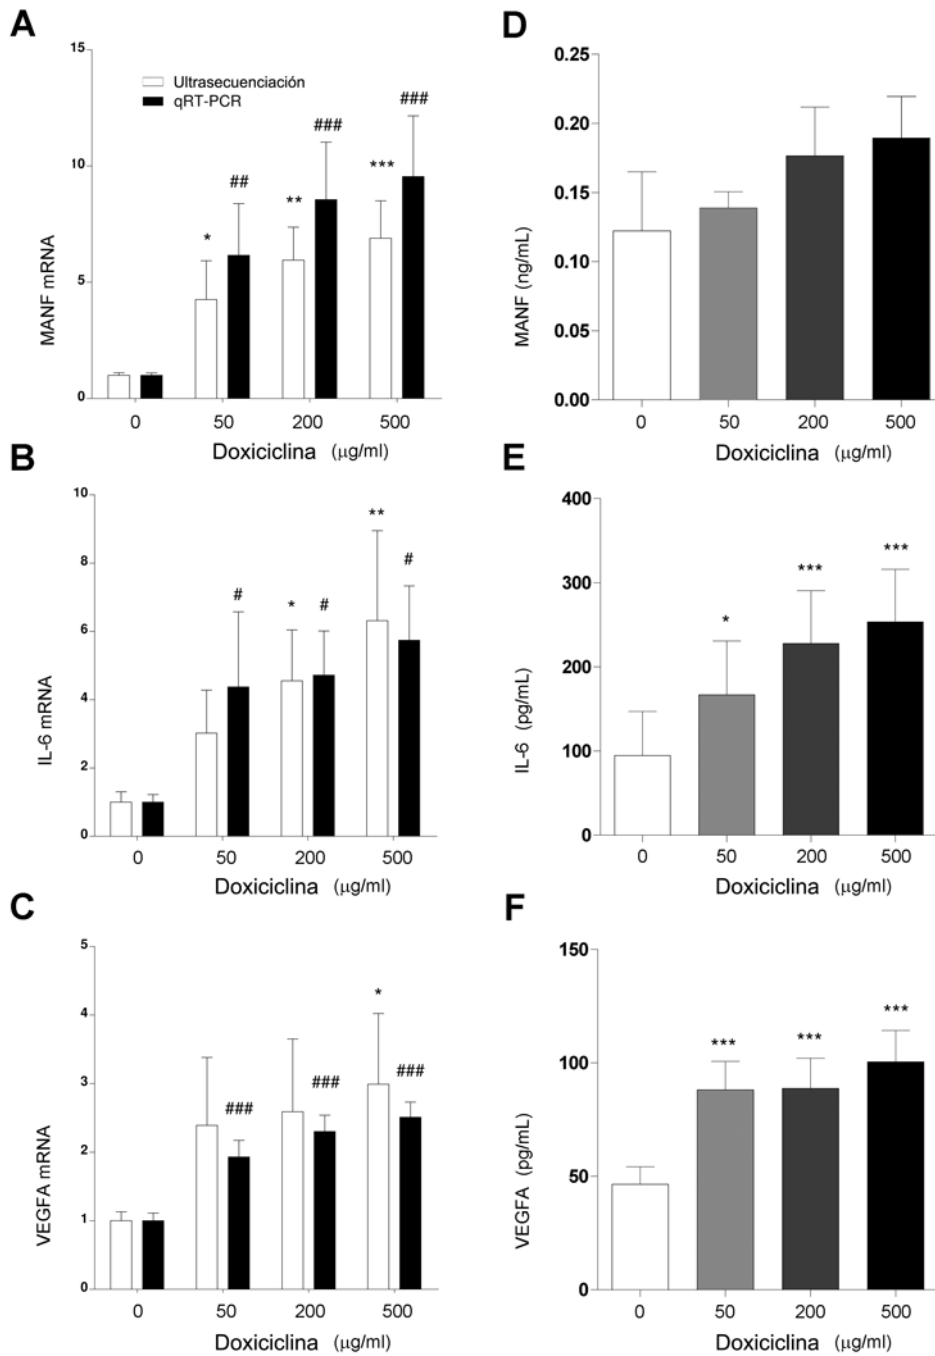 A
15
10
5
0
MANF mRNA
Ultrasecuenciación
qRT-PCR
* ## ** ### *** ###
0 50 200 500
Doxiciclina (μg/ml)
D
0.25
0.20
0.15
0.10
0.05
0.00
MANF (ng/mL)
0 50 200 500
Doxiciclina (μg/ml)
B
10
8
6
4
2
0
IL-6 mRNA
# * # ** #
0 50 200 500
Doxiciclina (μg/ml)
E
400
300
200
100
0
IL-6 (pg/mL)
* *** ***
0 50 200 500
Doxiciclina (μg/ml)
C
5
4
3
2
1
0
VEGFA mRNA
### ### * ###
0 50 200 500
Doxiciclina (μg/ml)
F
150
100
50
0
VEGFA (pg/mL)
*** *** ***
0 50 200 500
Doxiciclina (μg/ml)